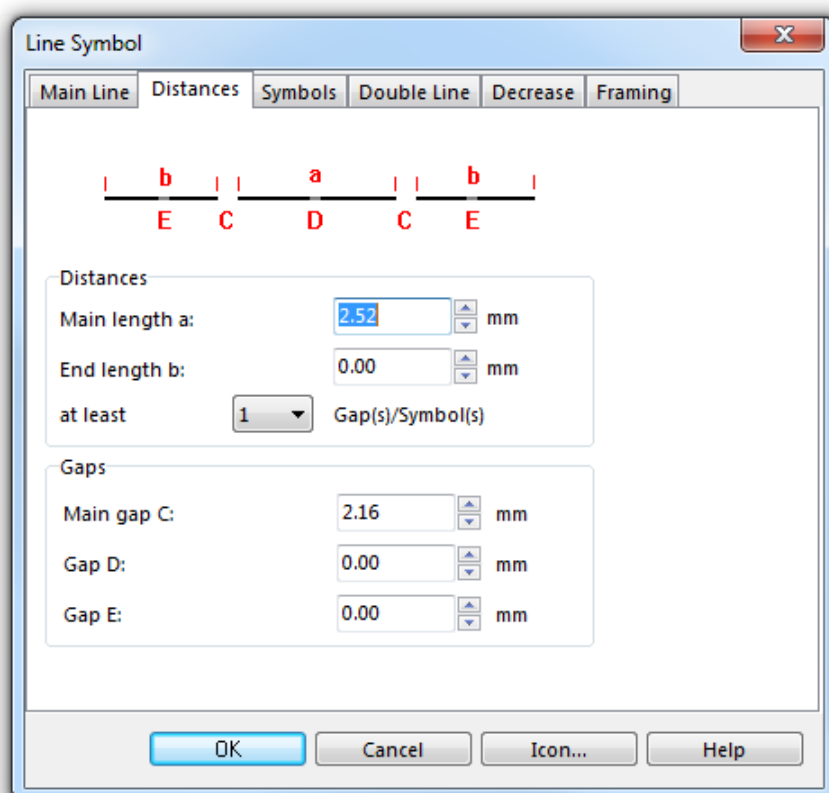 Line Symbol
Main Line Distances Symbols Double Line Decrease Framing
b a b
E C D C E
Distances
Main length a: 2.52 mm
End length b: 0.00 mm
at least 1 Gap(s)/Symbol(s)
Gaps
Main gap C: 2.16 mm
Gap D: 0.00 mm
Gap E: 0.00 mm
OK Cancel Icon... Help